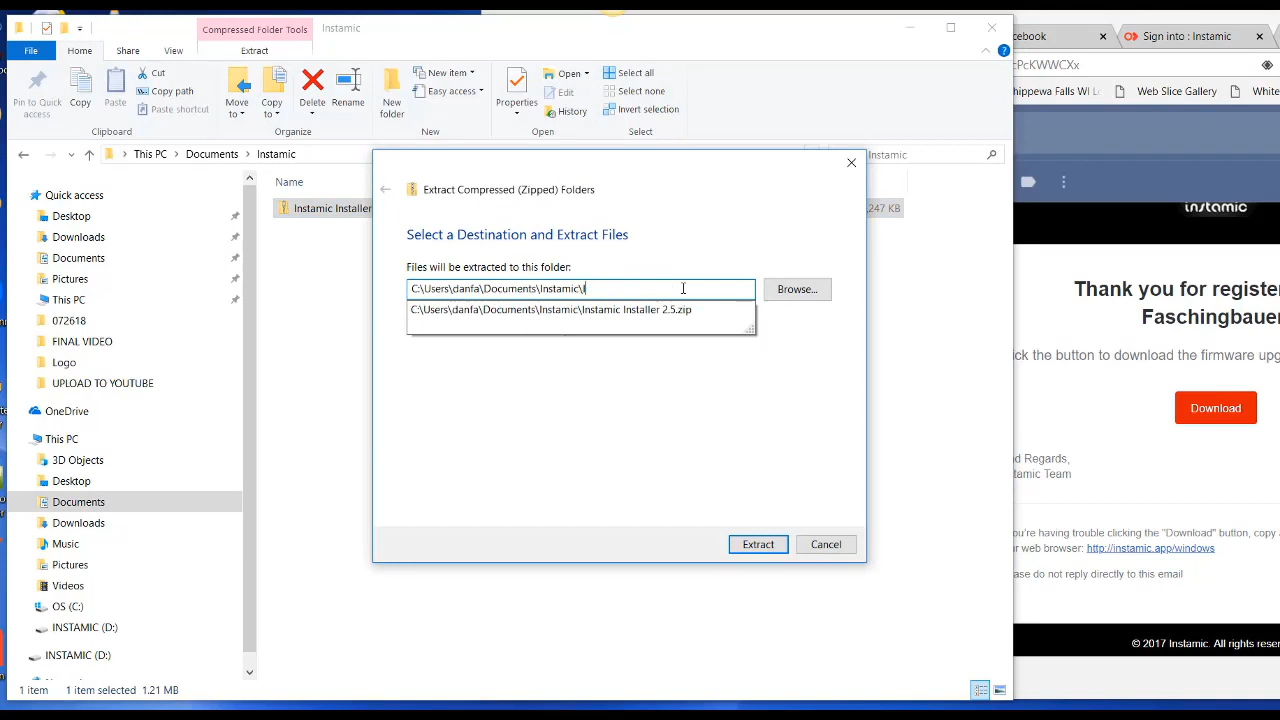 Compressed Folder Tools
Instamic
File
Home
Share
View
Extract
Pin to Quick access
Copy
Paste
Cut
Copy path
Paste shortcut
Clipboard
Move to
Copy to
Delete
Rename
Organize
New folder
New item
Easy access
New
Properties
Open
Edit
History
Open
Select all
Select none
Invert selection
Select
This PC
Documents
Instamic
Instamic
Quick access
Desktop
Downloads
Documents
Pictures
This PC
072618
FINAL VIDEO
Logo
UPLOAD TO YOUTUBE
OneDrive
This PC
3D Objects
Desktop
Documents
Downloads
Music
Pictures
Videos
OS (C:)
INSTAMIC (D:)
INSTAMIC (D:)
Name
Instamic Installer
,247 KB
Extract Compressed (Zipped) Folders
Select a Destination and Extract Files
Files will be extracted to this folder:
C:\Users\danfa\Documents\Instamic\I
Browse...
C:\Users\danfa\Documents\Instamic\Instamic Installer 2.5.zip
Extract
Cancel
1 item
1 item selected 1.21 MB
cebook
Sign into : Instamic
cPcKWWCXx
hippewa Falls WI L
Web Slice Gallery
White
instamic
Thank you for register
Faschingbauer
ick the button to download the firmware upg
Download
d Regards,
tamic Team
ou're having trouble clicking the "Download" button, copy a
ur web browser: http://instamic.app/windows
ase do not reply directly to this email
© 2017 Instamic. All rights rese